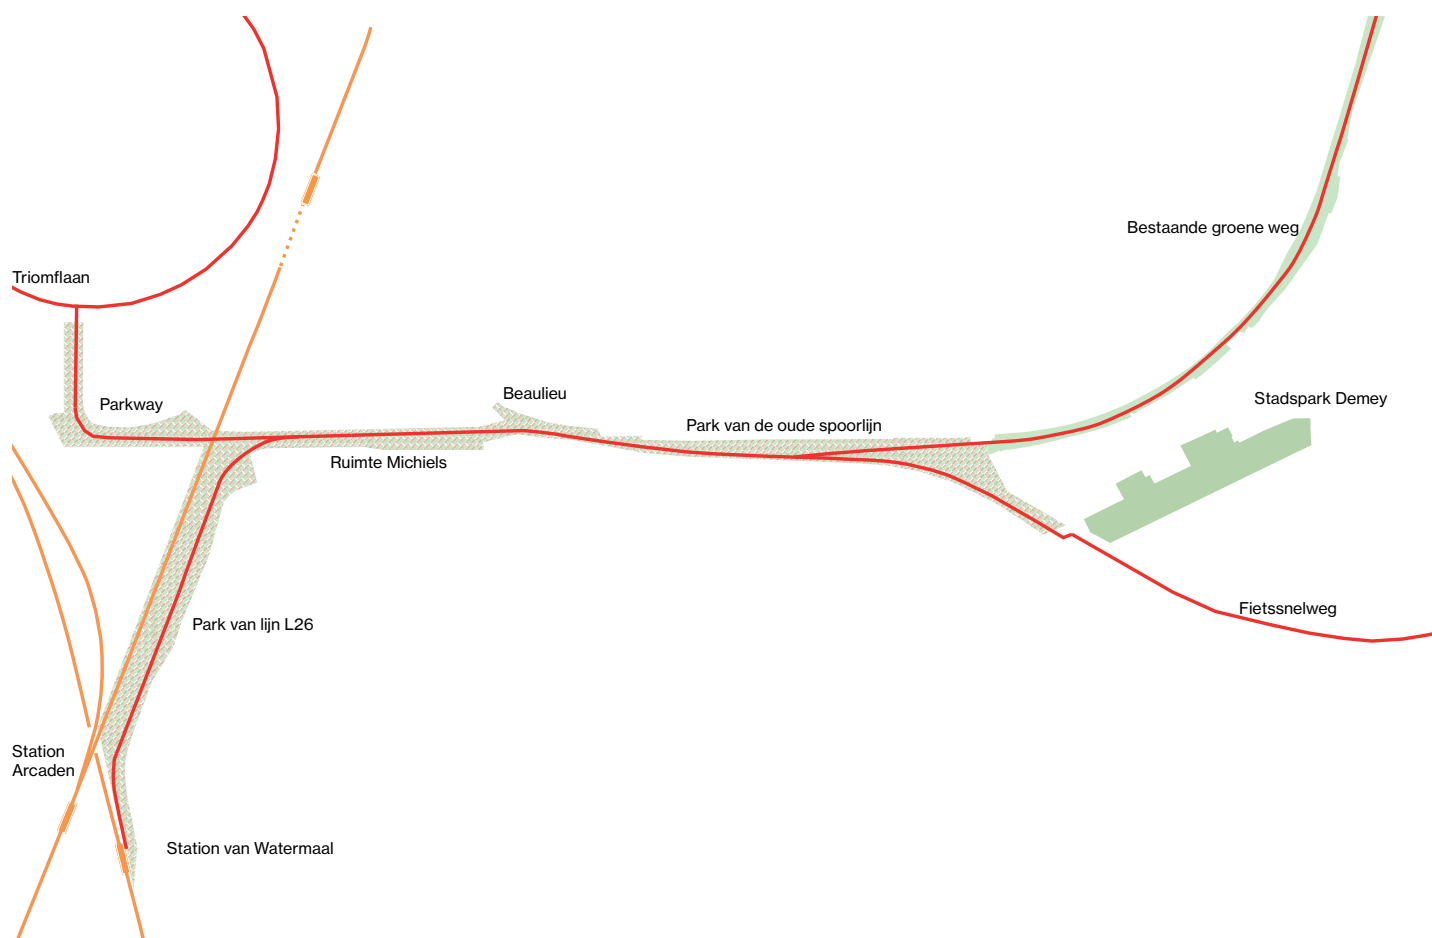 Bestaande groene weg
Triomflaan
Beaulieu
Stadspark Demey
Parkway
Park van de oude spoorlijn
Ruimte Michiels
Fietssnelweg
Park van lijn L26
Station
Arcaden
Station van Watermaal